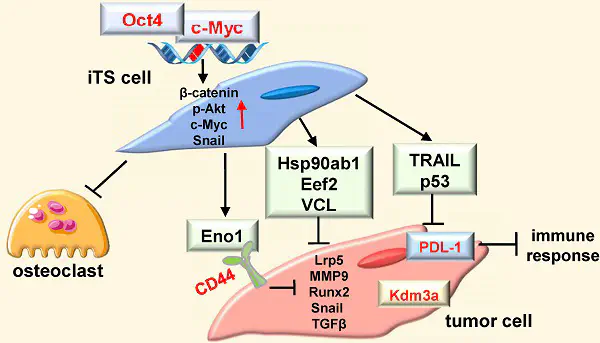 Oct4
c-Myc
iTS cell
β-catenin
p-Akt
c-Myc
Snail
Hsp90ab1
Eef2
VCL
TRAIL
p53
Eno1
osteoclast
CD44
Lrp5
MMP9
Runx2
Snail
TGFβ
PDL-1
immune
response
Kdm3a
tumor cell